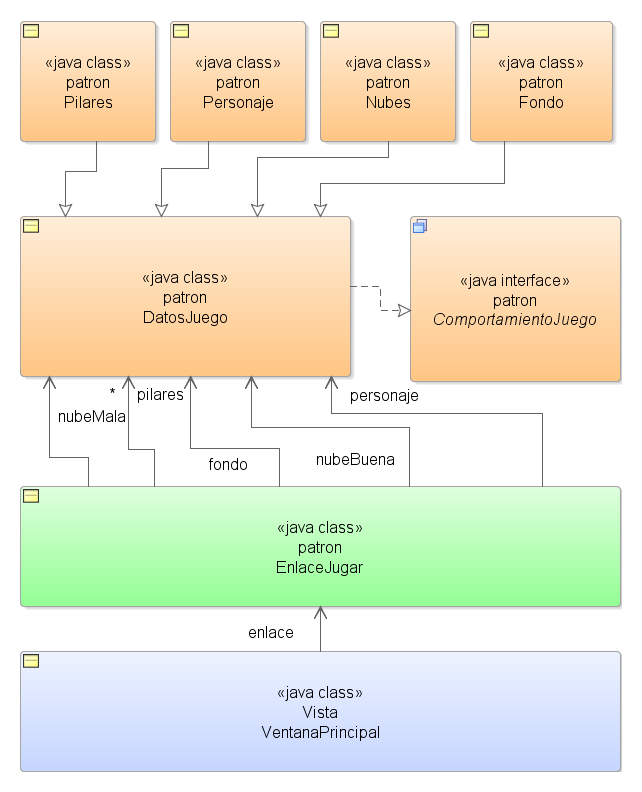 «java class»
patron
Pilares
«java class»
patron
Personaje
«java class»
patron
Nubes
«java class»
patron
Fondo
«java class»
patron
DatosJuego
«java interface»
patron
ComportamientoJuego
* pilares
personaje
nubeMala
fondo
nubeBuena
«java class»
patron
EnlaceJugar
enlace
«java class»
Vista
VentanaPrincipal